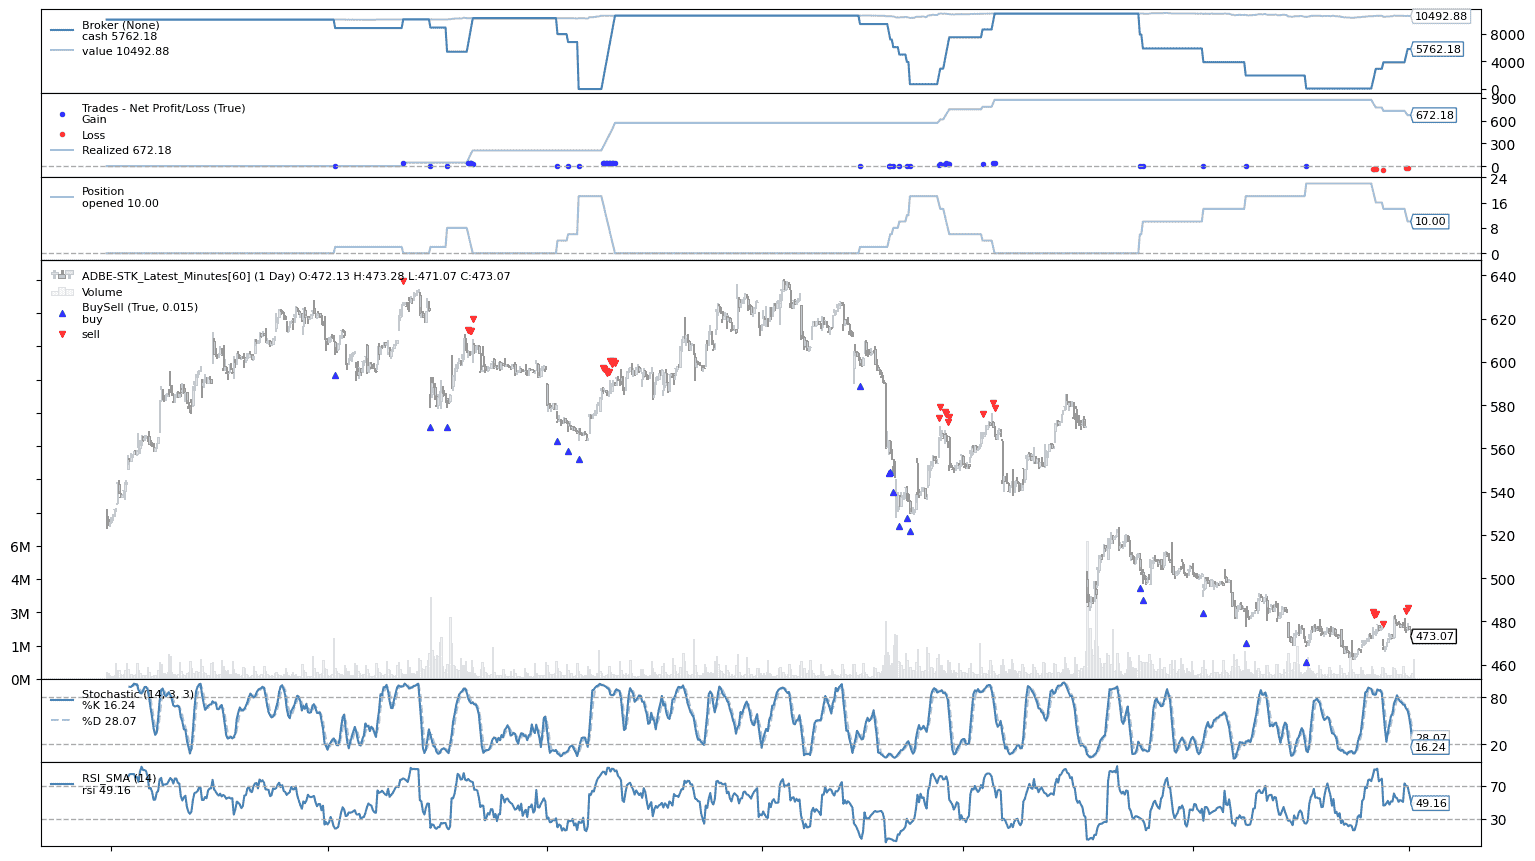 Broker (None)
cash 5762.18
value 10492.88
10492.88
8000
5762.18
4000
0
Trades - Net Profit/Loss (True)
Gain
Loss
Realized 672.18
900
672.18
600
300
0
Position
opened 10.00
24
16
10.00
8
0
ADBE-STK_Latest_Minutes[60] (1 Day) O:472.13 H:473.28 L:471.07 C:473.07
Volume
BuySell (True, 0.015)
buy
sell
640
620
600
580
560
540
520
500
480
473.07
460
6M
4M
3M
1M
0M
Stochastic (14, 3, 3)
%K 16.24
%D 28.07
80
28.07
16.24
20
RSI_SMA (14)
rsi 49.16
70
49.16
30